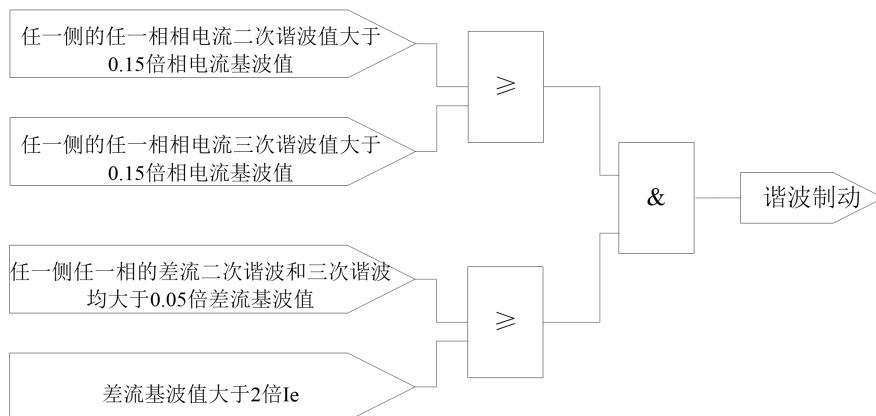 任一侧的任一相相电流二次谐波值大于
0.15倍相电流基波值
≥
任一侧的任一相相电流三次谐波值大于
0.15倍相电流基波值
&
谐波制动
任一侧任一相的差流二次谐波和三次谐波
均大于0.05倍差流基波值
≥
差流基波值大于2倍Ie